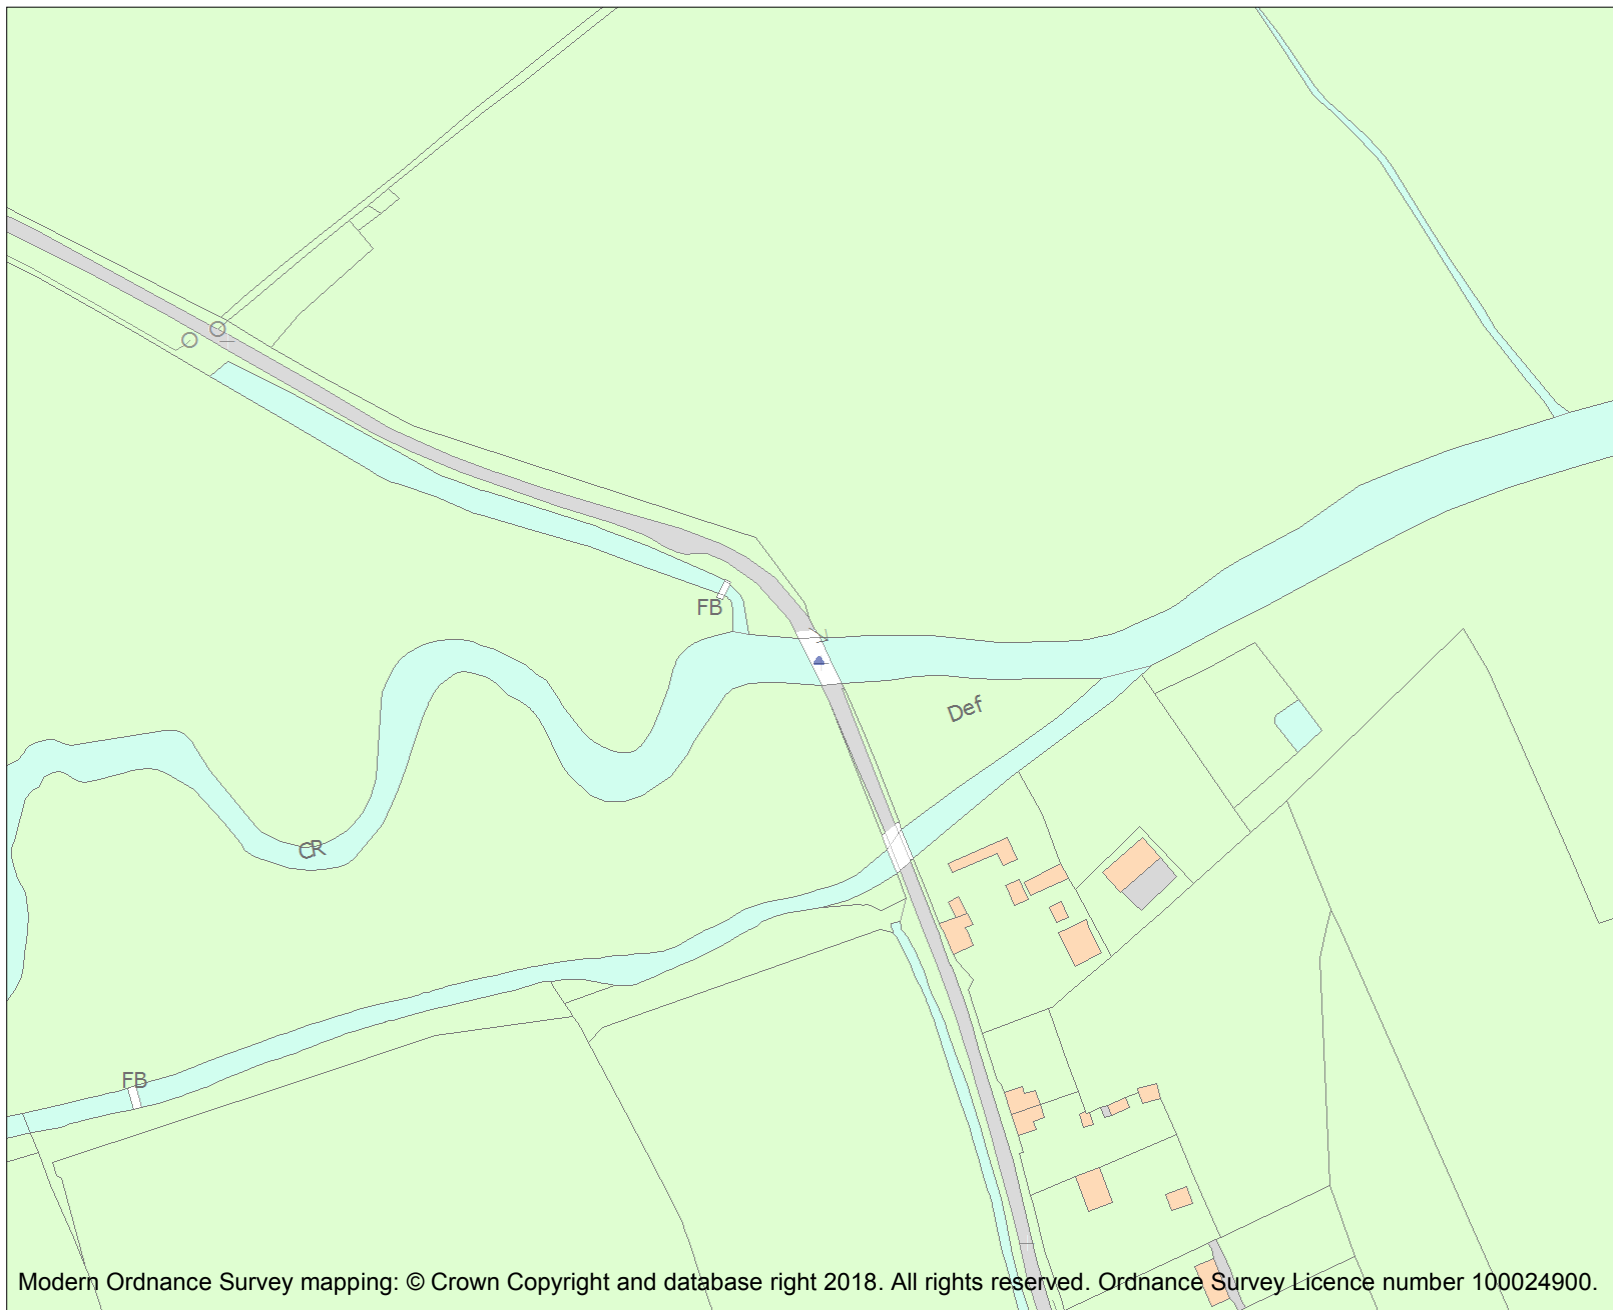 FB
Def
CR
FB
Modern Ordnance Survey mapping: © Crown Copyright and database right 2018. All rights reserved. Ordnance Survey Licence number 100024900.